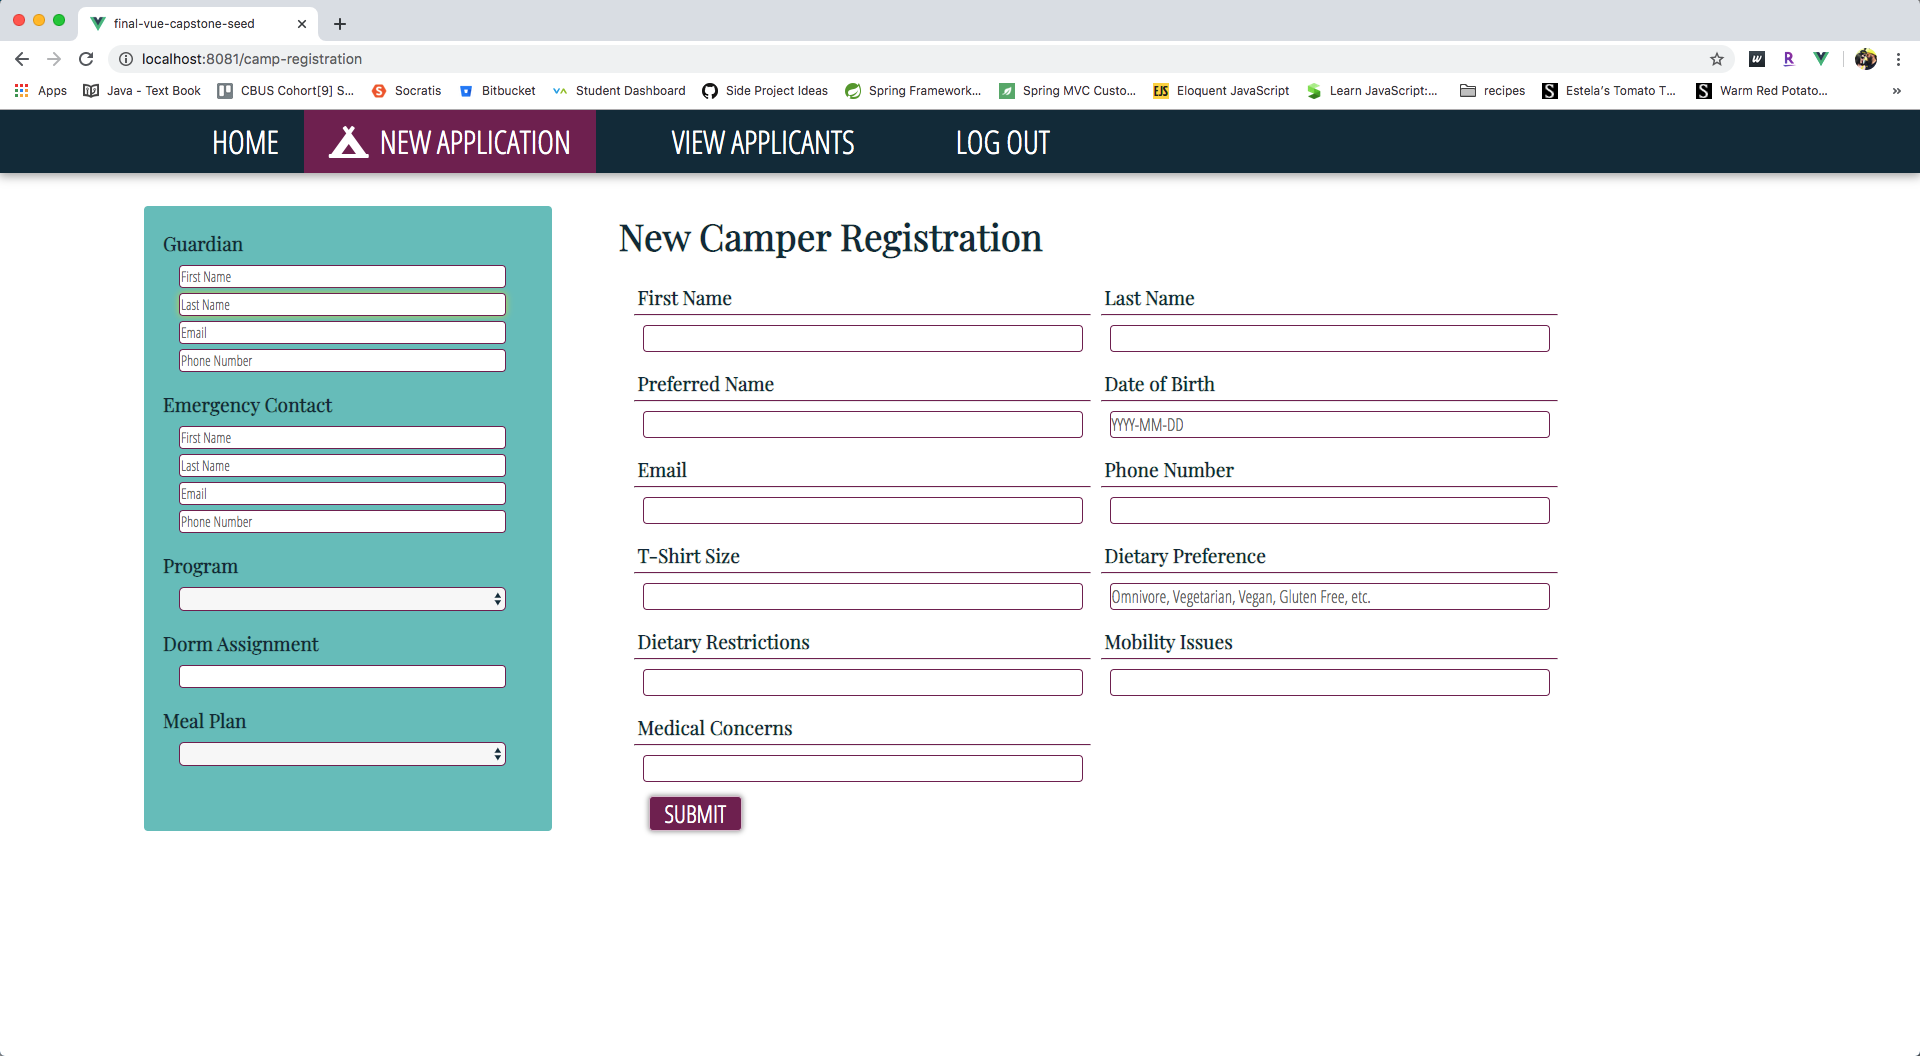 final-vue-capstone-seed
localhost:8081/camp-registration
Apps Java - Text Book CBUS Cohort[9] S... Socratis Bitbucket Student Dashboard Side Project Ideas Spring Framework... Spring MVC Custo... EJS Eloquent JavaScript Learn JavaScript:... recipes S Estela's Tomato T... S Warm Red Potato... »
HOME NEW APPLICATION VIEW APPLICANTS LOG OUT
Guardian
First Name
Last Name
Email
Phone Number
Emergency Contact
First Name
Last Name
Email
Phone Number
Program
Dorm Assignment
Meal Plan
New Camper Registration
First Name Last Name
Preferred Name Date of Birth
YYYY-MM-DD
Email Phone Number
T-Shirt Size Dietary Preference
Omnivore, Vegetarian, Vegan, Gluten Free, etc.
Dietary Restrictions Mobility Issues
Medical Concerns
SUBMIT